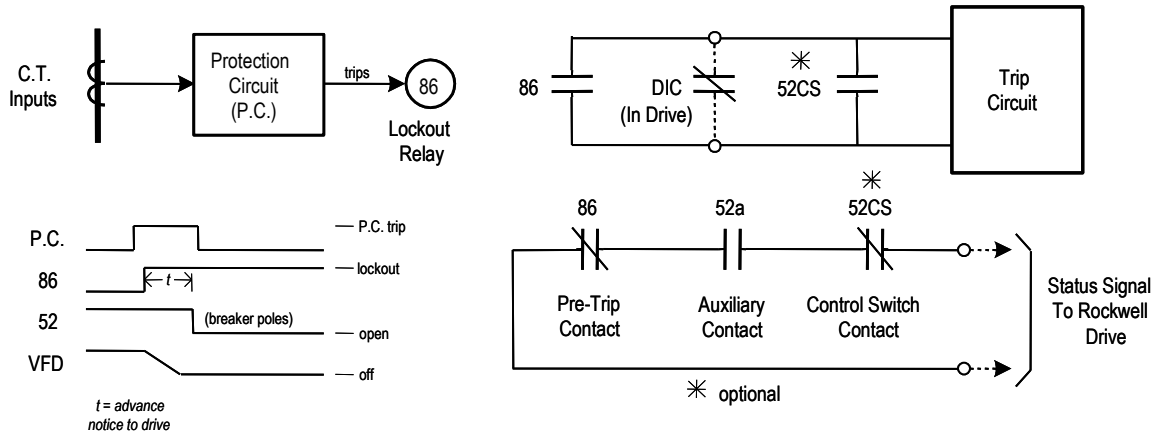 C.T.
Inputs
Protection
Circuit
(P.C.)
trips
86
Lockout
Relay
86
DIC
(In Drive)
52CS
Trip
Circuit
P.C.
P.C. trip
86
t
lockout
52
(breaker poles)
open
VFD
off
t = advance
notice to drive
86
52a
52CS
Pre-Trip
Contact
Auxiliary
Contact
Control Switch
Contact
Status Signal
To Rockwell
Drive
optional